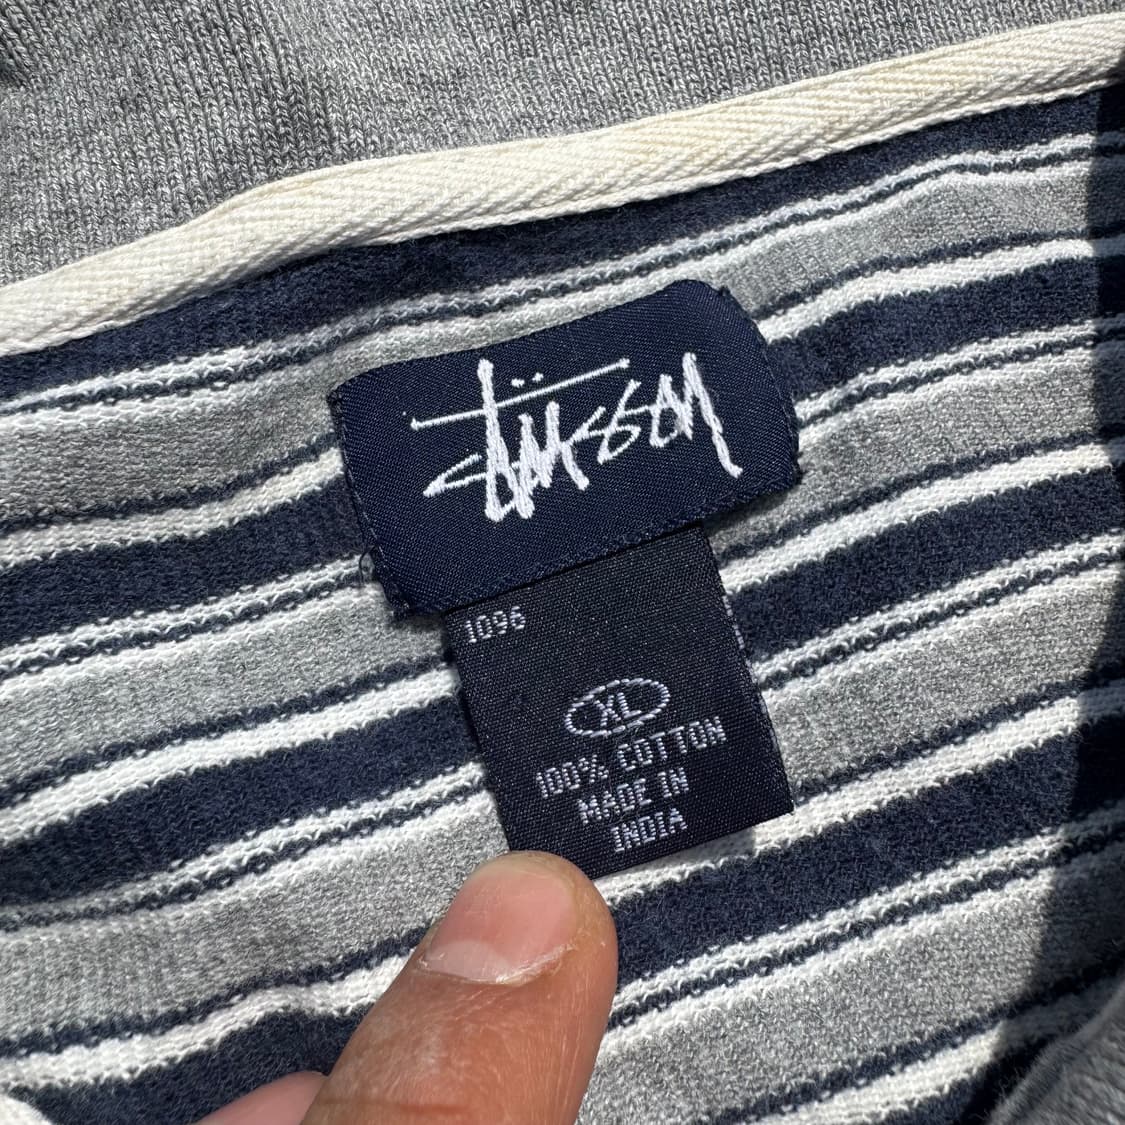 Stüssy
1096
XL
100% COTTON
MADE IN
INDIA